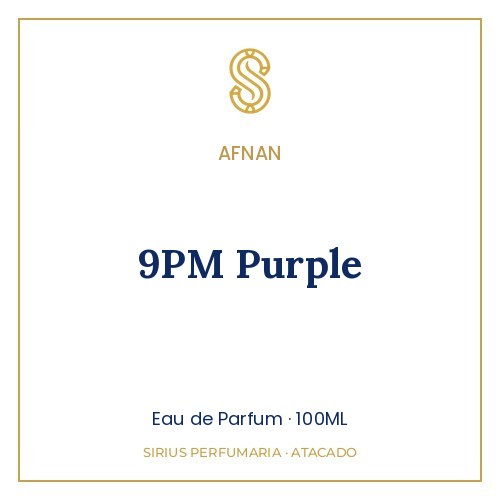 AFNAN
9PM Purple
Eau de Parfum · 100ML
SIRIUS PERFUMARIA · ATACADO